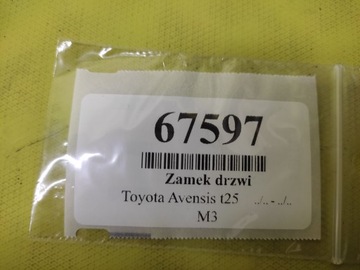 67597
Zamek drzwi
Toyota Avensis t25 ../.. - ../..
M3